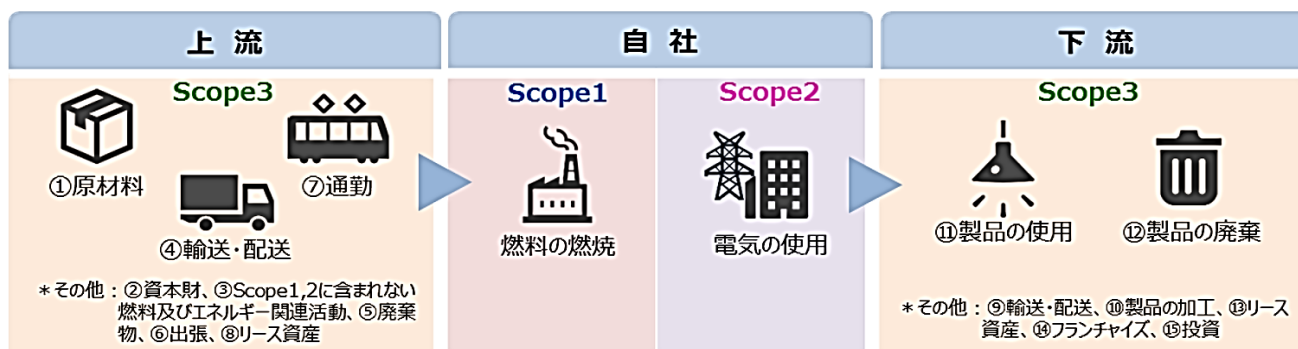 上 流
自 社
下 流
Scope3
①原材料
⑦通勤
④輸送・配送
＊その他：②資本財、③Scope1,2に含まれない
燃料及びエネルギー関連活動、⑤廃棄
物、⑥出張、⑧リース資産
Scope1
燃料の燃焼
Scope2
電気の使用
Scope3
⑪製品の使用
⑫製品の廃棄
＊その他：⑨輸送・配送、⑩製品の加工、⑬リース
資産、⑭フランチャイズ、⑮投資